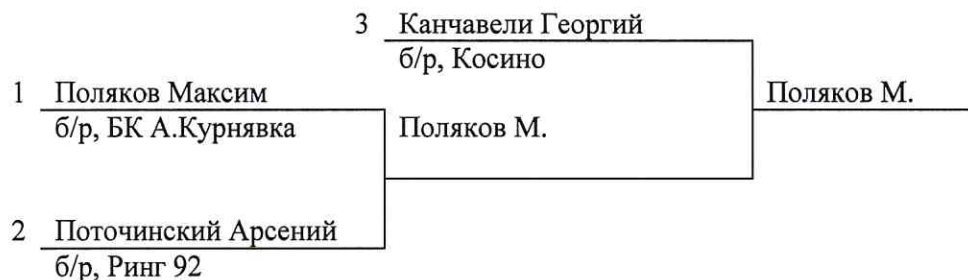 3 Канчавели Георгий
б/р, Косино
1 Поляков Максим
Поляков М.
б/р, БК А.Курнявка
Поляков М.
2 Поточинский Арсений
б/р, Ринг 92